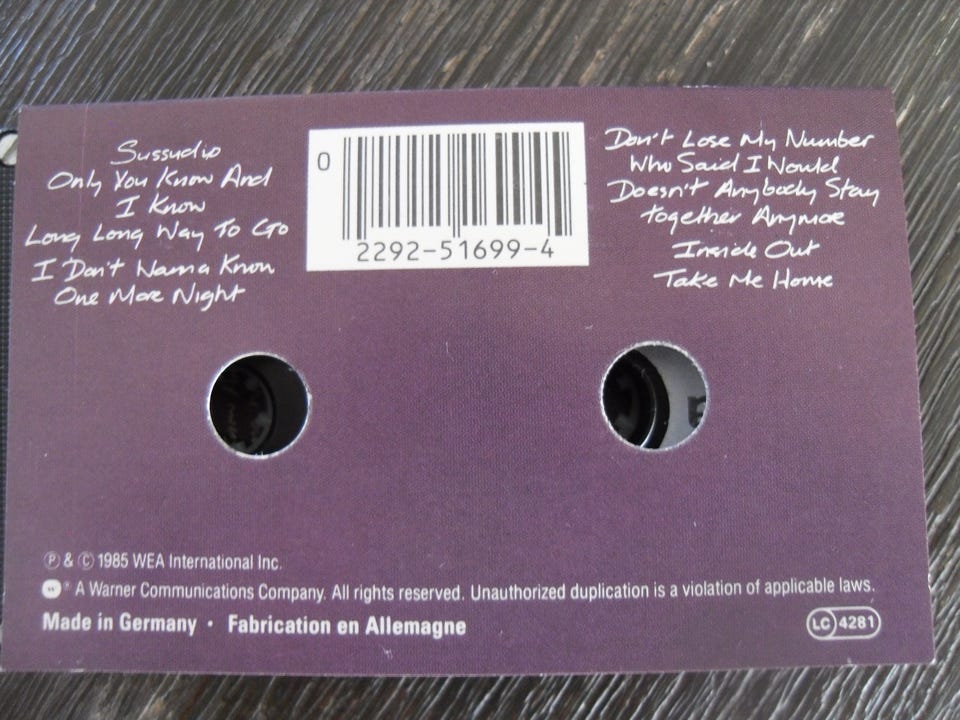 Sussudio
Only You Know And
I Know
Long Long Way To Go
I Don't Wanna Know
One More Night
0
2292-51699-4
Don't Lose My Number
Who Said I Would
Doesn't Anybody Stay
Together Anymore
Inside Out
Take Me Home
Ⓟ & © 1985 WEA International Inc.
® A Warner Communications Company. All rights reserved. Unauthorized duplication is a violation of applicable laws.
Made in Germany · Fabrication en Allemagne
LC 4281